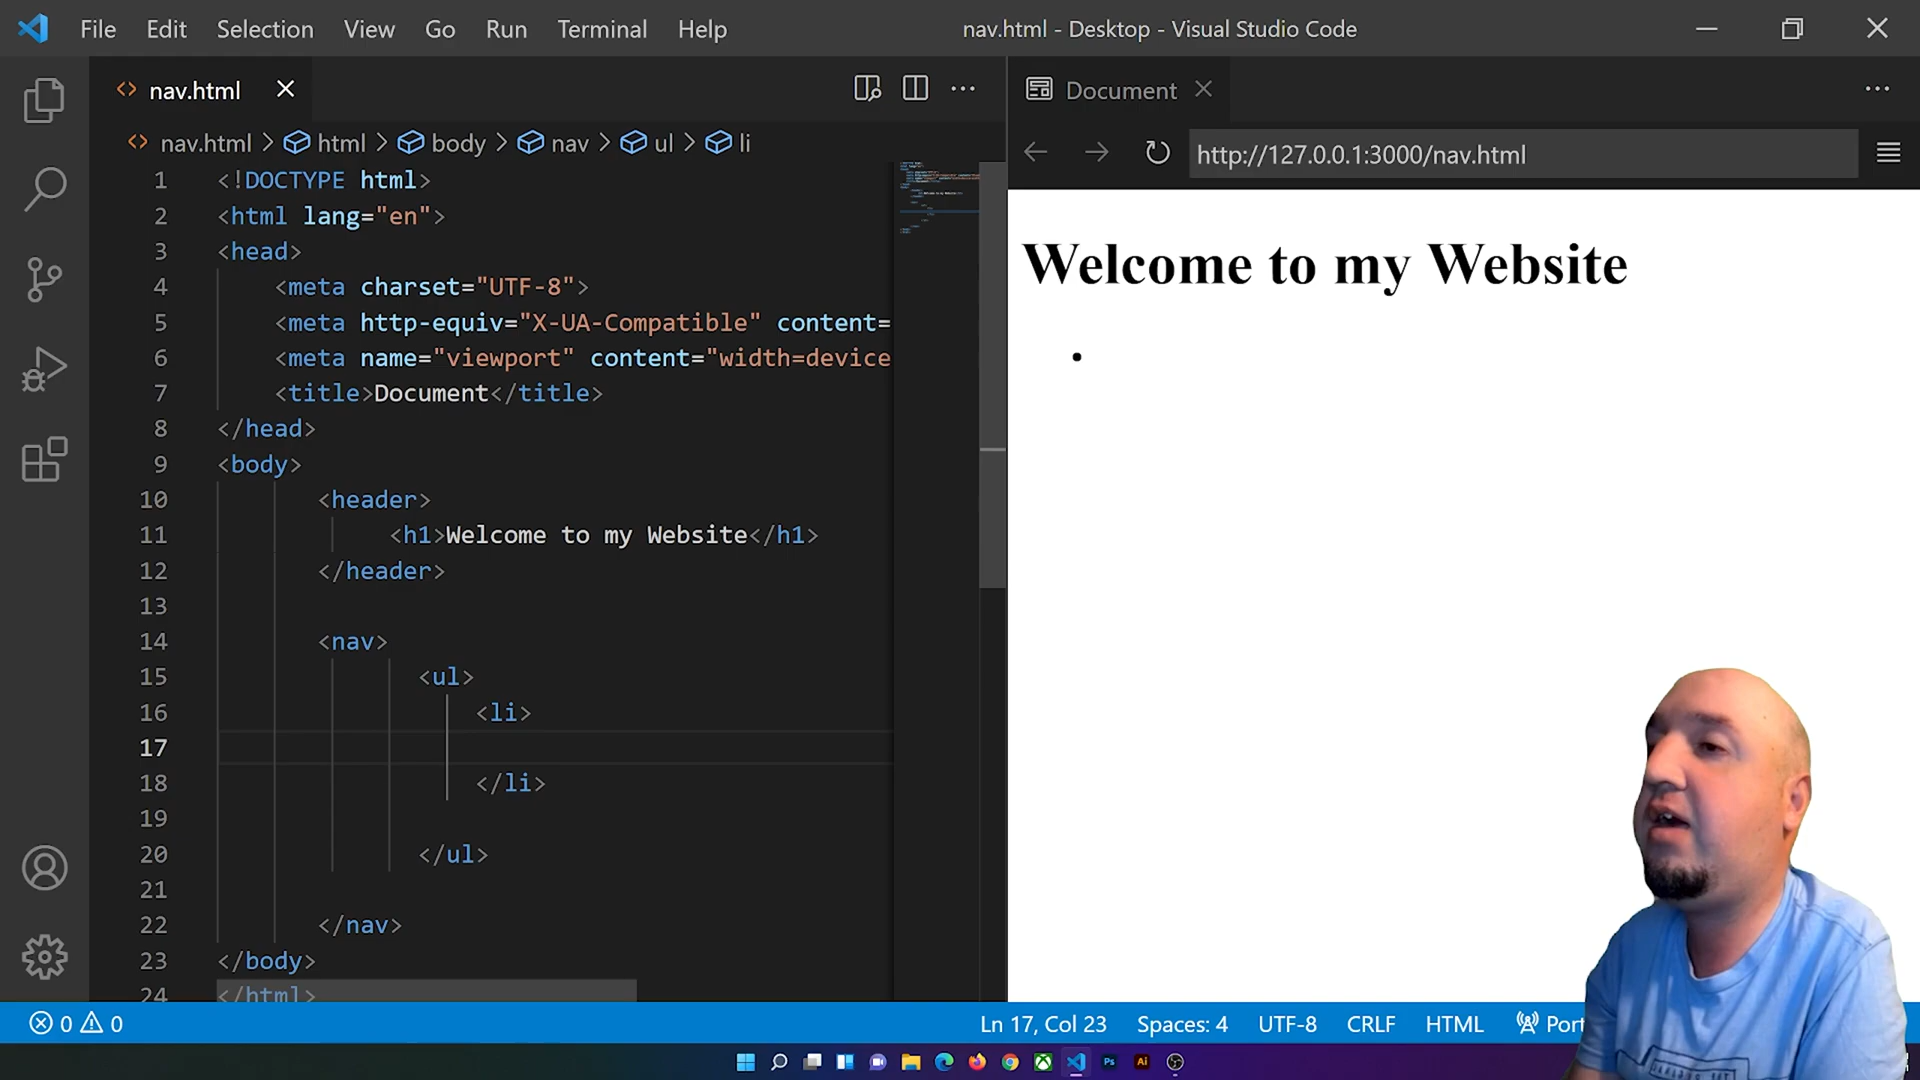 File Edit Selection View Go Run Terminal Help
nav.html - Desktop - Visual Studio Code
nav.html
nav.html > html > body > nav > ul > li
1 <!DOCTYPE html>
2 <html lang="en">
3 <head>
4 <meta charset="UTF-8">
5 <meta http-equiv="X-UA-Compatible" content=
6 <meta name="viewport" content="width=device
7 <title>Document</title>
8 </head>
9 <body>
10 <header>
11 <h1>Welcome to my Website</h1>
12 </header>
13
14 <nav>
15 <ul>
16 <li>
17
18 </li>
19
20 </ul>
21
22 </nav>
23 </body>
24 </html>
Document
http://127.0.0.1:3000/nav.html
Welcome to my Website
•
0 0
Ln 17, Col 23 Spaces: 4 UTF-8 CRLF HTML Port
Ps Ai